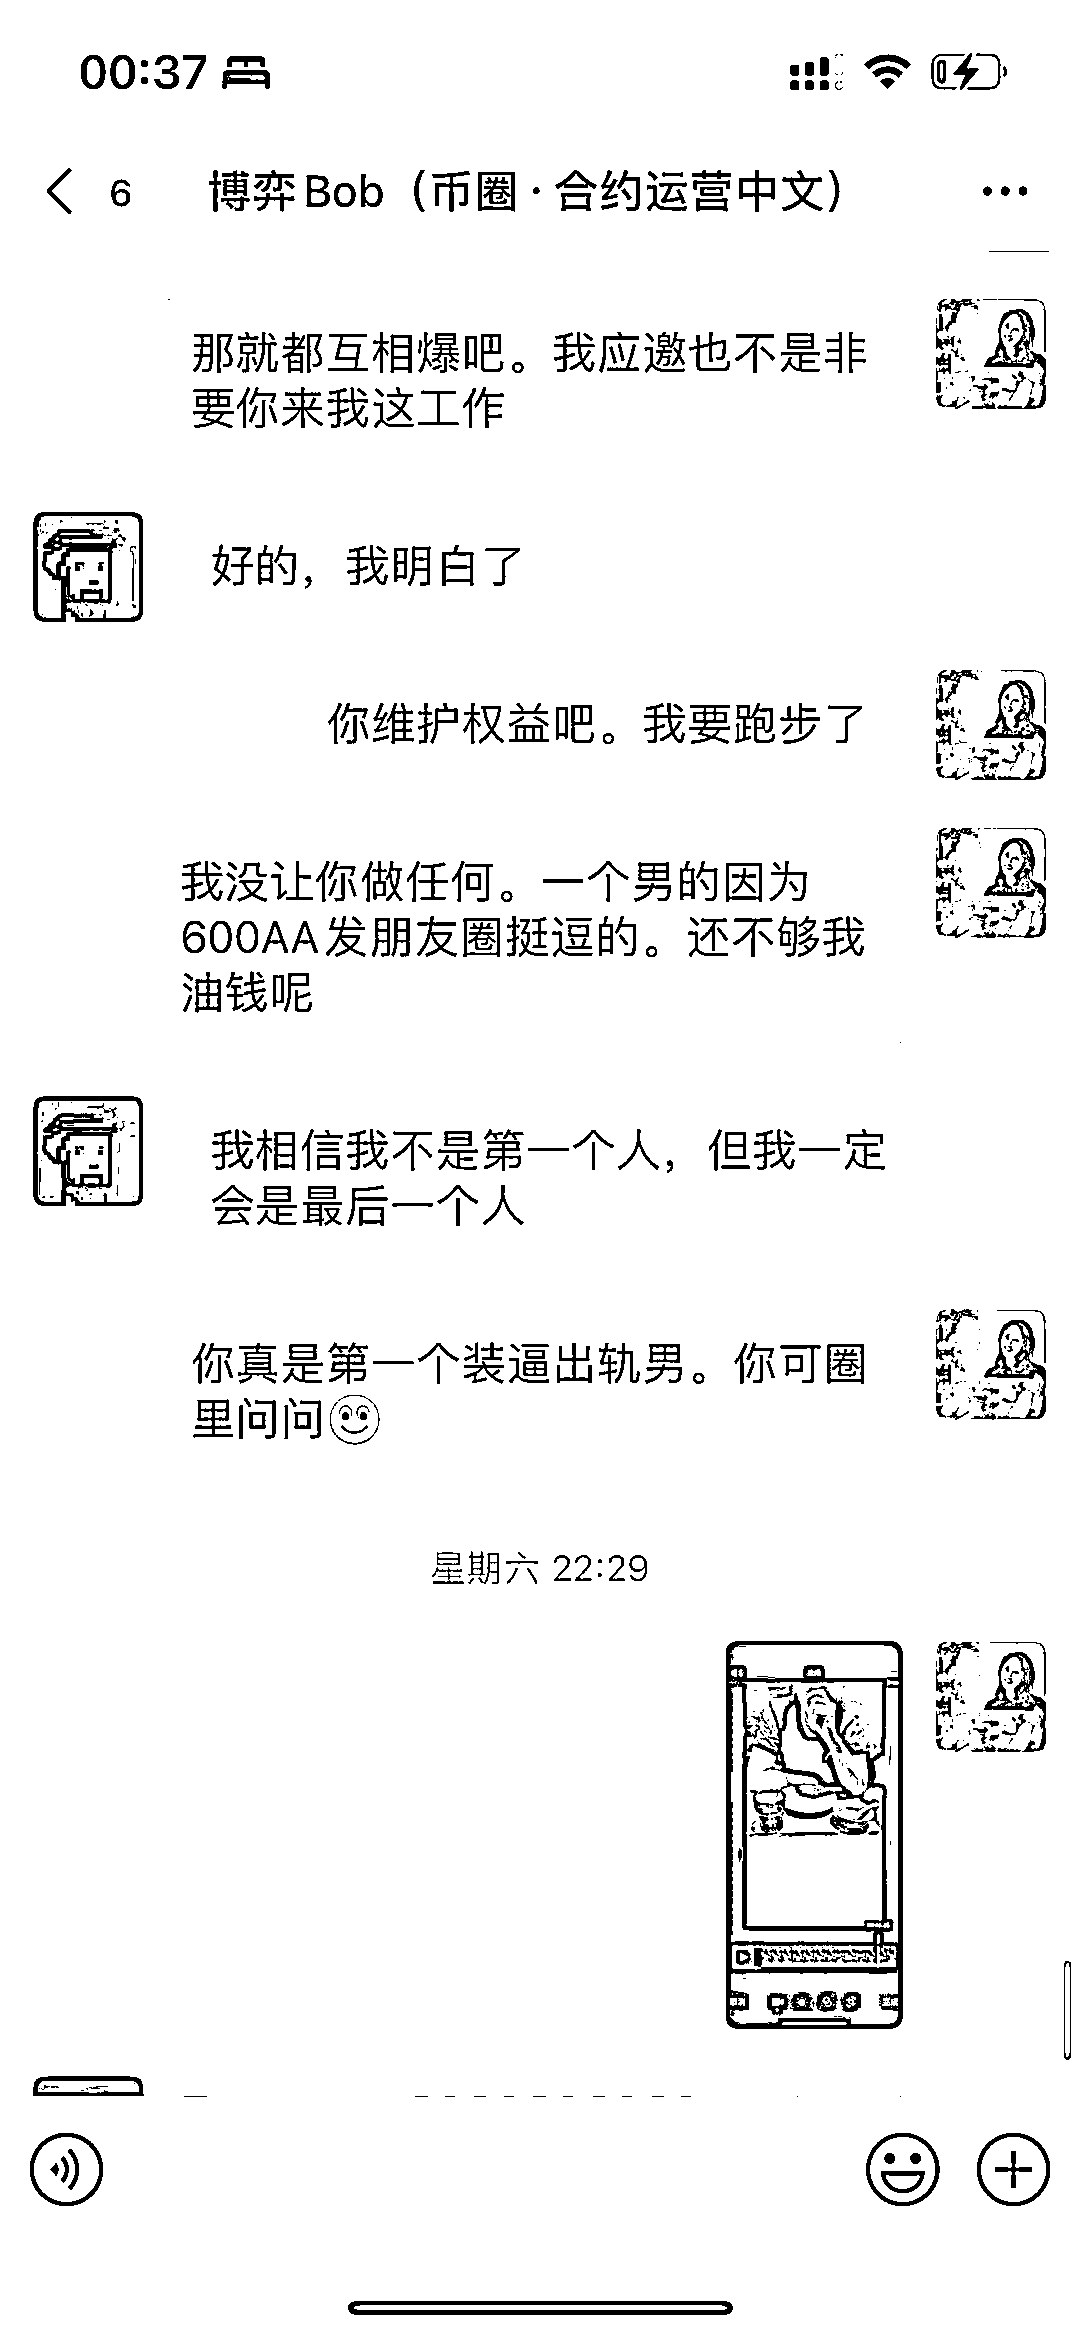 00:37
6
博弈Bob（币圈·合约运营中文）
那就都互相爆吧。我应邀也不是非
要你来我这工作
好的，我明白了
你维护权益吧。我要跑步了
我没让你做任何。一个男的因为
600AA发朋友圈挺逗的。还不够我
油钱呢
我相信我不是第一个人，但我一定
会是最后一个人
你真是第一个装逼出轨男。你可圈
里问问
星期六 22:29